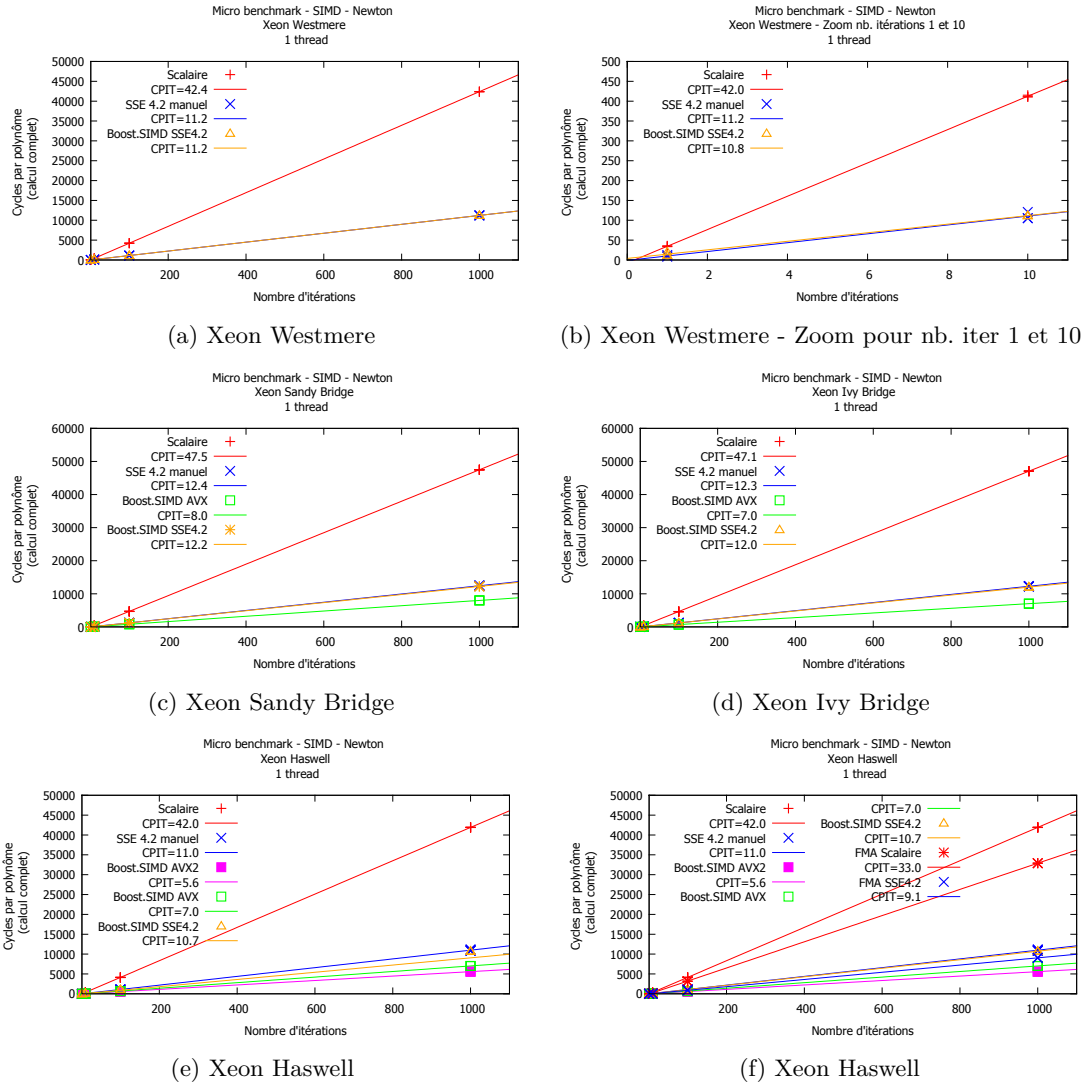 Micro benchmark - SIMD - Newton
Xeon Westmere
1 thread
Cycles par polynôme
(calcul complet)
50000
45000
40000
35000
30000
25000
20000
15000
10000
5000
0
Scalaire
CPIT=42.4
SSE 4.2 manuel
CPIT=11.2
Boost.SIMD SSE4.2
CPIT=11.2
200 400 600 800 1000
Nombre d'itérations
(a) Xeon Westmere
Micro benchmark - SIMD - Newton
Xeon Westmere - Zoom nb. itérations 1 et 10
1 thread
Cycles par polynôme
(calcul complet)
500
450
400
350
300
250
200
150
100
50
0
Scalaire
CPIT=42.0
SSE 4.2 manuel
CPIT=11.2
Boost.SIMD SSE4.2
CPIT=10.8
0 2 4 6 8 10
Nombre d'itérations
(b) Xeon Westmere - Zoom pour nb. iter 1 et 10
Micro benchmark - SIMD - Newton
Xeon Sandy Bridge
1 thread
Cycles par polynôme
(calcul complet)
60000
50000
40000
30000
20000
10000
0
Scalaire
CPIT=47.5
SSE 4.2 manuel
CPIT=12.4
Boost.SIMD AVX
CPIT=8.0
Boost.SIMD SSE4.2
CPIT=12.2
200 400 600 800 1000
Nombre d'itérations
(c) Xeon Sandy Bridge
Micro benchmark - SIMD - Newton
Xeon Ivy Bridge
1 thread
Cycles par polynôme
(calcul complet)
60000
50000
40000
30000
20000
10000
0
Scalaire
CPIT=47.1
SSE 4.2 manuel
CPIT=12.3
Boost.SIMD AVX
CPIT=7.0
Boost.SIMD SSE4.2
CPIT=12.0
200 400 600 800 1000
Nombre d'itérations
(d) Xeon Ivy Bridge
Micro benchmark - SIMD - Newton
Xeon Haswell
1 thread
Cycles par polynôme
(calcul complet)
50000
45000
40000
35000
30000
25000
20000
15000
10000
5000
0
Scalaire
CPIT=42.0
SSE 4.2 manuel
CPIT=11.0
Boost.SIMD AVX2
CPIT=5.6
Boost.SIMD AVX
CPIT=7.0
Boost.SIMD SSE4.2
CPIT=10.7
200 400 600 800 1000
Nombre d'itérations
(e) Xeon Haswell
Micro benchmark - SIMD - Newton
Xeon Haswell
1 thread
Cycles par polynôme
(calcul complet)
50000
45000
40000
35000
30000
25000
20000
15000
10000
5000
0
Scalaire
CPIT=42.0
SSE 4.2 manuel
CPIT=11.0
Boost.SIMD AVX2
CPIT=5.6
Boost.SIMD AVX
CPIT=7.0
Boost.SIMD SSE4.2
CPIT=10.7
FMA Scalaire
CPIT=33.0
FMA SSE4.2
CPIT=9.1
200 400 600 800 1000
Nombre d'itérations
(f) Xeon Haswell